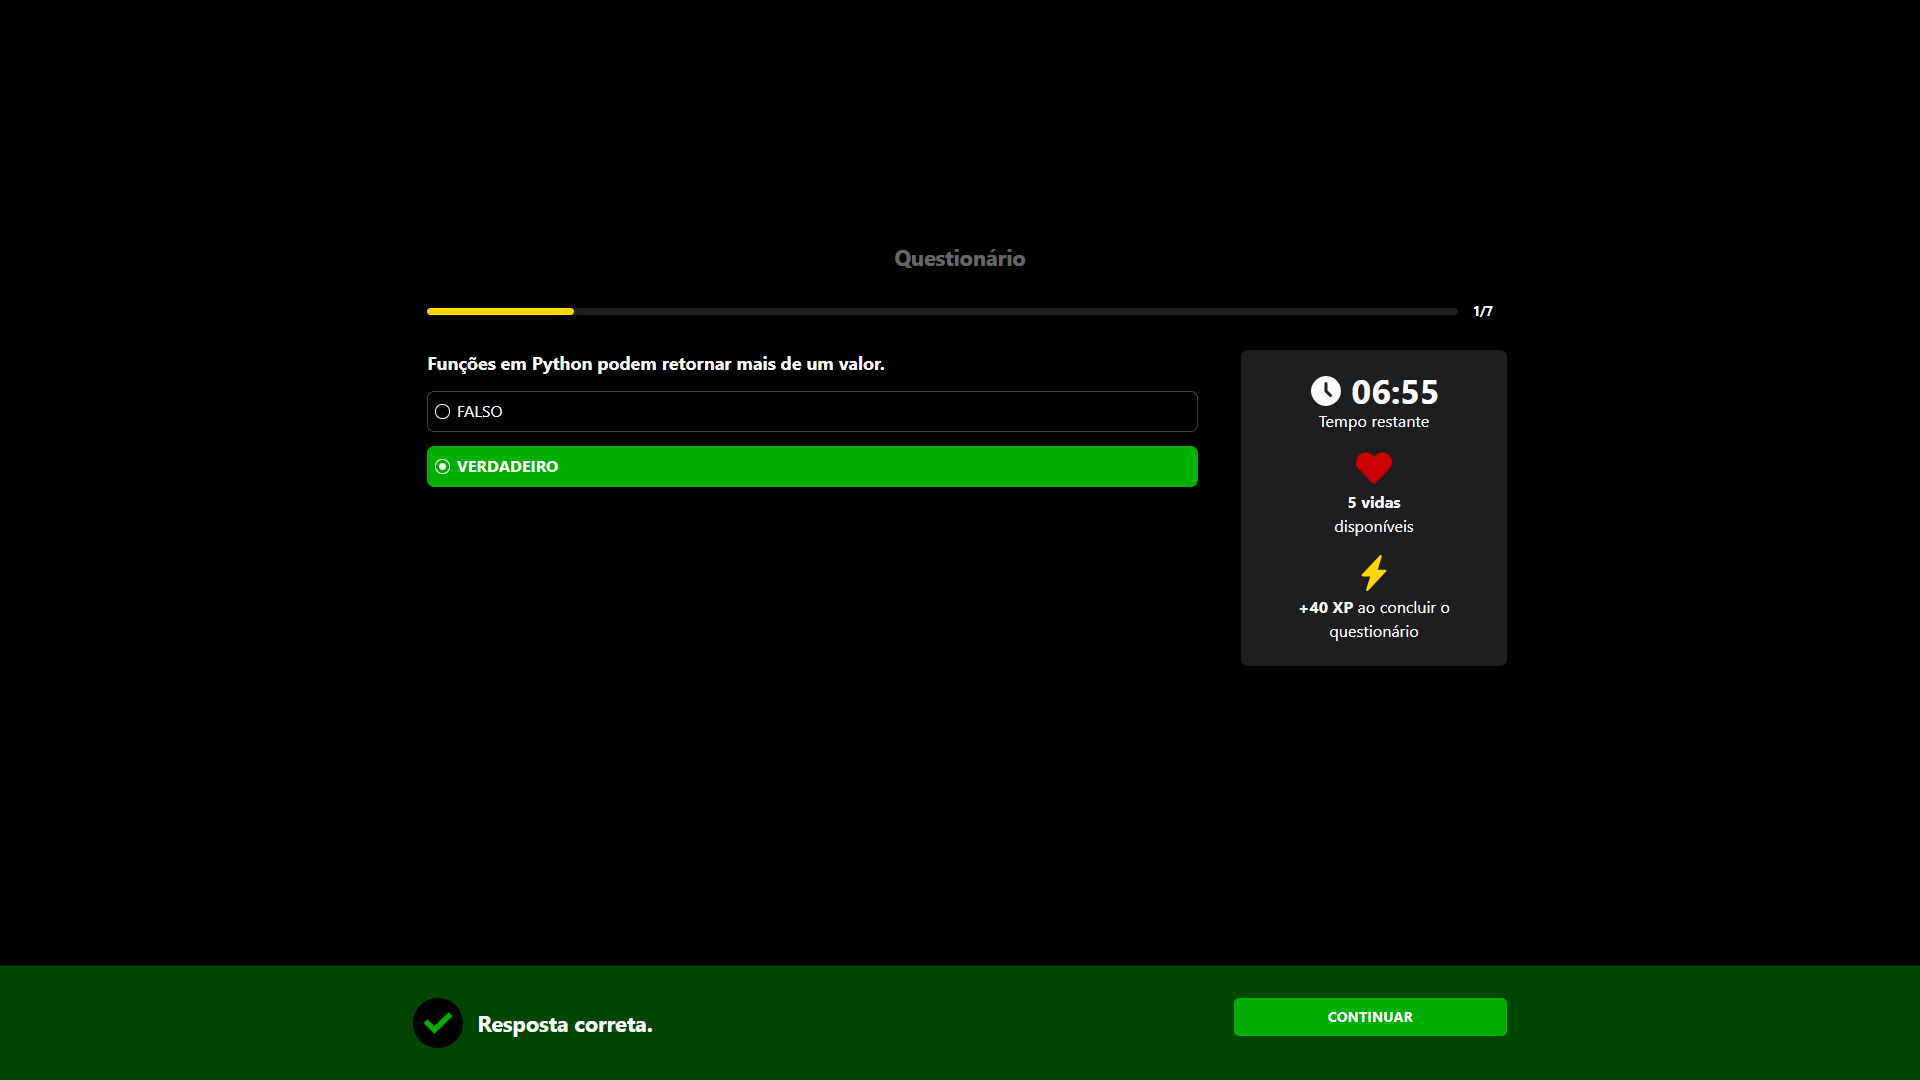 Questionário
1/7
Funções em Python podem retornar mais de um valor.
FALSO
VERDADEIRO
06:55
Tempo restante
5 vidas
disponíveis
+40 XP ao concluir o
questionário
Resposta correta.
CONTINUAR